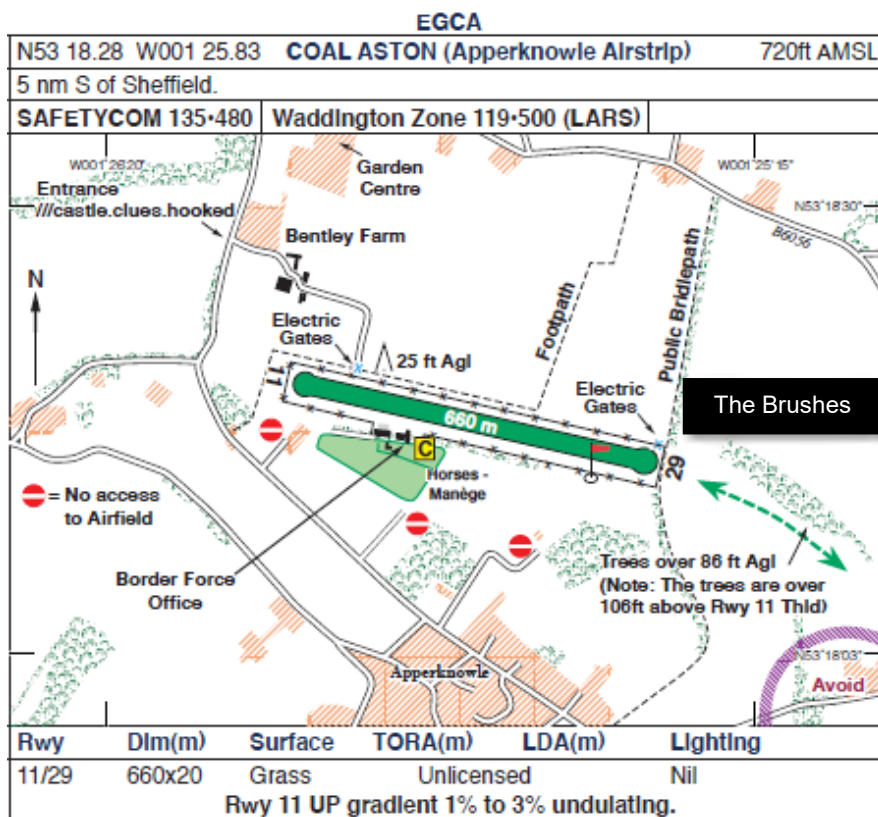 EGCA
N53 18.28 W001 25.83 COAL ASTON (Apperknowle Airstrip) 720ft AMSL
5 nm S of Sheffield.
SAFETYCOM 135•480 Waddington Zone 119•500 (LARS)
W001°26'20"
Garden
Centre
W001°25'15"
Entrance
///castle.clues.hooked
N53°18'30"
B6056
Bentley Farm
N
Footpath
Public Bridlepath
Electric
Gates
25 ft Agl
11
Electric
Gates
The Brushes
660 m
29
C
Horses -
Manège
= No access
to Airfield
Trees over 86 ft Agl
(Note: The trees are over
106ft above Rwy 11 Thld)
Border Force
Office
N53°18'03"
Apperknowle
Avoid
Rwy Dim(m) Surface TORA(m) LDA(m) Lighting
11/29 660x20 Grass Unlicensed Nil
Rwy 11 UP gradient 1% to 3% undulating.